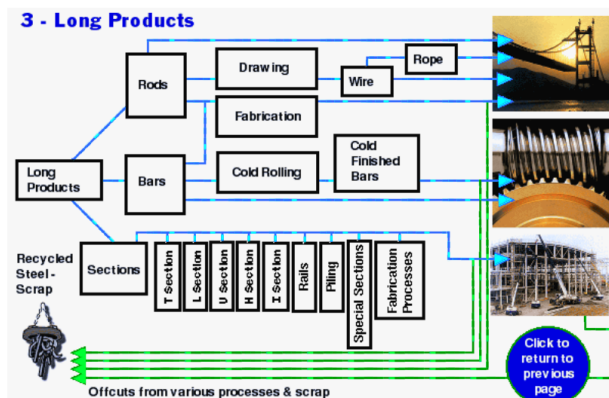 3 - Long Products
Drawing
Rope
Rods
Wire
Fabrication
Cold
Finished
Bars
Long
Products
Bars
Cold Rolling
Recycled
Steel-
Scrap
Sections
T Section
L Section
U Section
H Section
I Section
Rails
Piling
Special Sections
Fabrication
Processes
Click to
return to
previous
page
Offcuts from various processes & scrap